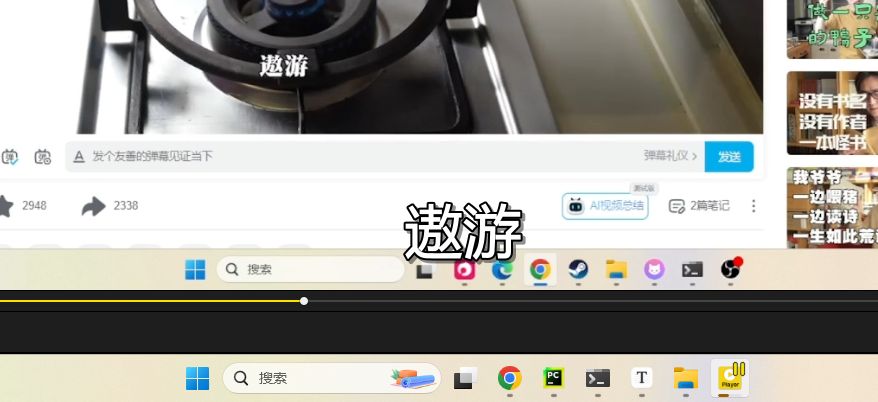 做一只
的鸭子
遨游
没有书名
没有作者
一本怪书
弹
弹
A 发个友善的弹幕见证当下
弹幕礼仪 >
发送
我爷爷
一边喂猪
一边读诗
一生如此荒
测试版
2948
2338
AI视频总结
2篇笔记
遨游
搜索
搜索
PC
T
Player